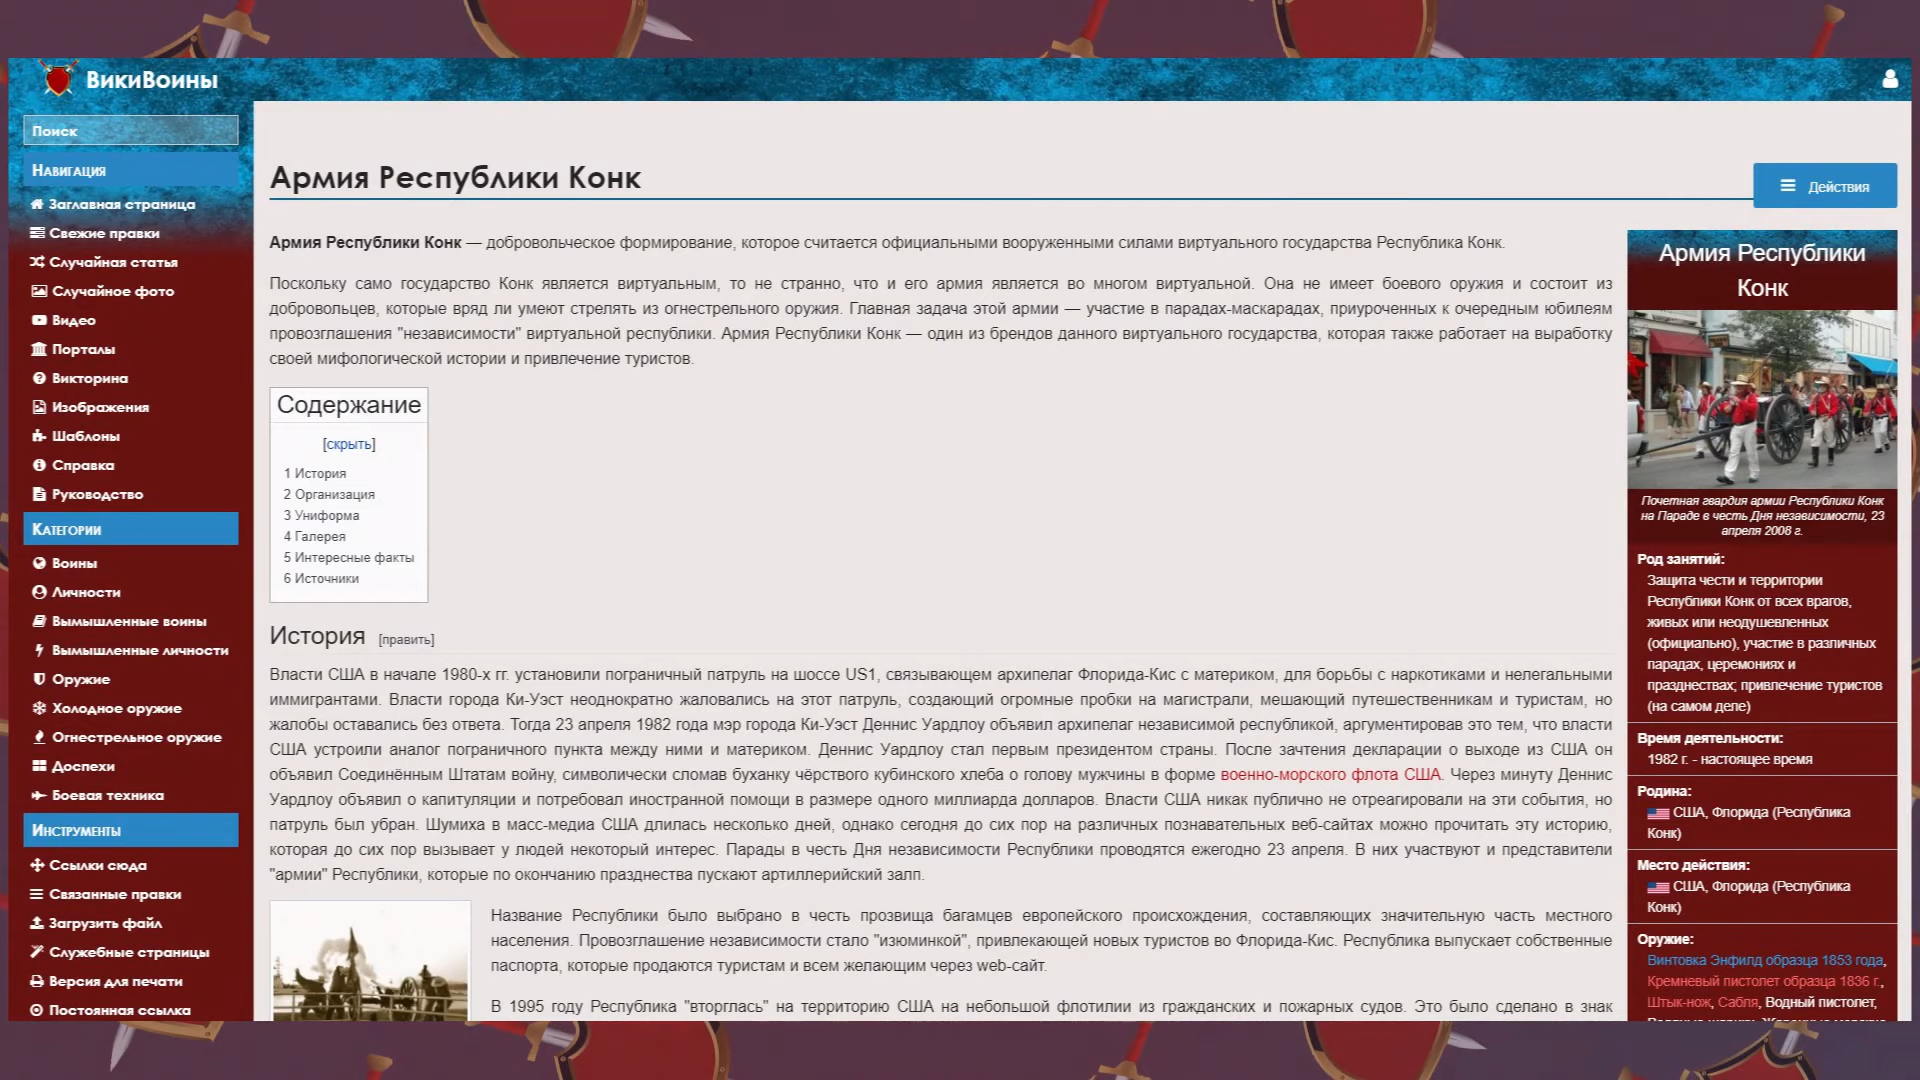 ВикиВоины
Поиск
Навигация
Заглавная страница
Свежие правки
Случайная статья
Случайное фото
Видео
Порталы
Викторина
Изображения
Шаблоны
Справка
Руководство
Категории
Воины
Личности
Вымышленные воины
Вымышленные личности
Оружие
Холодное оружие
Огнестрельное оружие
Доспехи
Боевая техника
Инструменты
Ссылки сюда
Связанные правки
Загрузить файл
Служебные страницы
Версия для печати
Постоянная ссылка
Армия Республики Конк
Действия
Армия Республики Конк — добровольческое формирование, которое считается официальными вооруженными силами виртуального государства Республика Конк.
Поскольку само государство Конк является виртуальным, то не странно, что и его армия является во многом виртуальной. Она не имеет боевого оружия и состоит из
добровольцев, которые вряд ли умеют стрелять из огнестрельного оружия. Главная задача этой армии — участие в парадах-маскарадах, приуроченных к очередным юбилеям
провозглашения "независимости" виртуальной республики. Армия Республики Конк — один из брендов данного виртуального государства, которая также работает на выработку
своей мифологической истории и привлечение туристов.
Содержание
[скрыть]
1 История
2 Организация
3 Униформа
4 Галерея
5 Интересные факты
6 Источники
История [править]
Власти США в начале 1980-х гг. установили пограничный патруль на шоссе US1, связывающем архипелаг Флорида-Кис с материком, для борьбы с наркотиками и нелегальными
иммигрантами. Власти города Ки-Уэст неоднократно жаловались на этот патруль, создающий огромные пробки на магистрали, мешающий путешественникам и туристам, но
жалобы оставались без ответа. Тогда 23 апреля 1982 года мэр города Ки-Уэст Деннис Уардлоу объявил архипелаг независимой республикой, аргументировав это тем, что власти
США устроили аналог пограничного пункта между ними и материком. Деннис Уардлоу стал первым президентом страны. После зачтения декларации о выходе из США он
объявил Соединённым Штатам войну, символически сломав буханку чёрствого кубинского хлеба о голову мужчины в форме военно-морского флота США. Через минуту Деннис
Уардлоу объявил о капитуляции и потребовал иностранной помощи в размере одного миллиарда долларов. Власти США никак публично не отреагировали на эти события, но
патруль был убран. Шумиха в масс-медиа США длилась несколько дней, однако сегодня до сих пор на различных познавательных веб-сайтах можно прочитать эту историю,
которая до сих пор вызывает у людей некоторый интерес. Парады в честь Дня независимости Республики проводятся ежегодно 23 апреля. В них участвуют и представители
"армии" Республики, которые по окончанию празднества пускают артиллерийский залп.
Название Республики было выбрано в честь прозвища багамцев европейского происхождения, составляющих значительную часть местного
населения. Провозглашение независимости стало "изюминкой", привлекающей новых туристов во Флорида-Кис. Республика выпускает собственные
паспорта, которые продаются туристам и всем желающим через web-сайт.
В 1995 году Республика "вторглась" на территорию США на небольшой флотилии из гражданских и пожарных судов. Это было сделано в знак
Армия Республики
Конк
Почетная гвардия армии Республики Конк
на Параде в честь Дня независимости, 23
апреля 2008 г.
Род занятий:
Защита чести и территории
Республики Конк от всех врагов,
живых или неодушевленных
(официально), участие в различных
парадах, церемониях и
празднествах; привлечение туристов
(на самом деле)
Время деятельности:
1982 г. - настоящее время
Родина:
США, Флорида (Республика
Конк)
Место действия:
США, Флорида (Республика
Конк)
Оружие:
Винтовка Энфилд образца 1853 года,
Кремневый пистолет образца 1836 г.,
Штык-нож, Сабля, Водный пистолет,